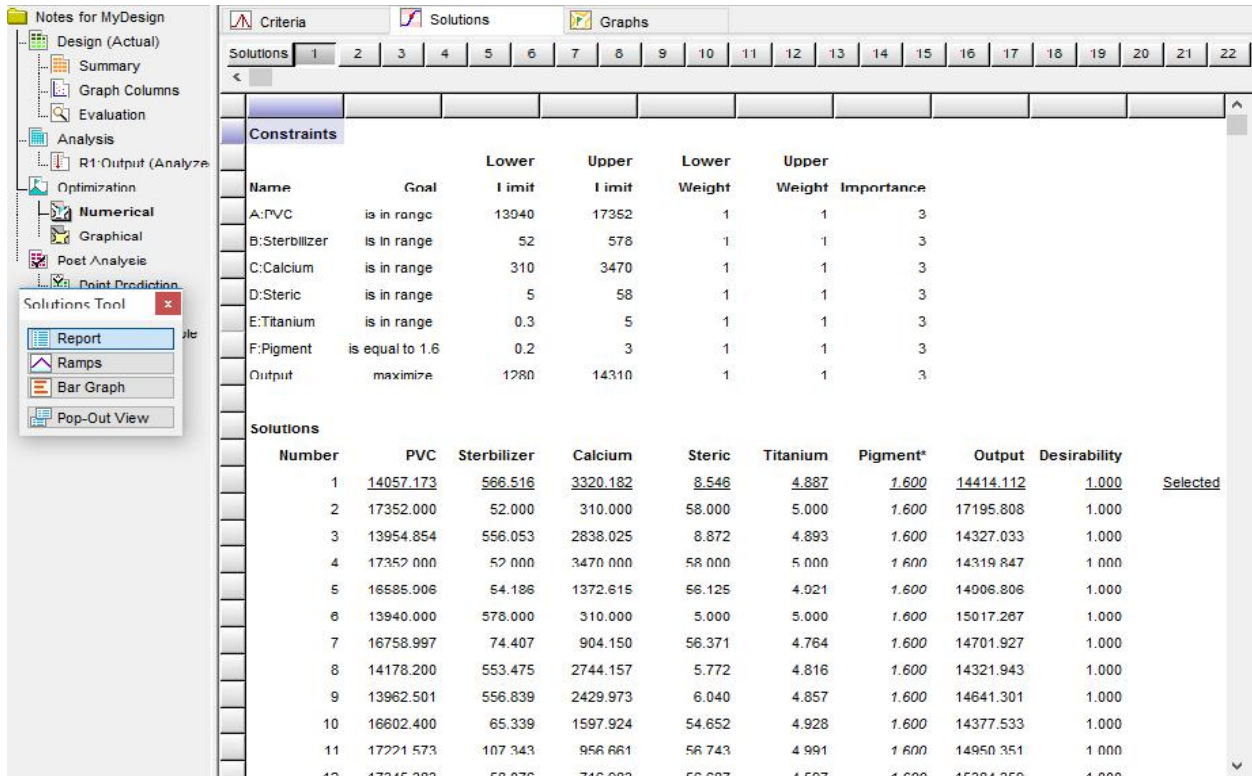 Notes for MyDesign
Design (Actual)
Summary
Graph Columns
Evaluation
Analysis
R1:Output (Analyze
Optimization
Numerical
Graphical
Post Analysis
Point Prediction
Solutions Tool x
Report
Ramps
Bar Graph
Pop-Out View
Criteria Solutions Graphs
Solutions 1 2 3 4 5 6 7 8 9 10 11 12 13 14 15 16 17 18 19 20 21 22
Constraints
Lower Upper Lower Upper
Name Goal Limit Limit Weight Weight Importance
A:PVC is in range 13940 17352 1 1 3
B:Sterbilizer is in range 52 578 1 1 3
C:Calcium is in range 310 3470 1 1 3
D:Steric is in range 5 58 1 1 3
E:Titanium is in range 0.3 5 1 1 3
F:Pigment is equal to 1.6 0.2 3 1 1 3
Output maximize 1280 14310 1 1 3
Solutions
Number PVC Sterbilizer Calcium Steric Titanium Pigment* Output Desirability
1 14057.173 566.516 3320.182 8.546 4.887 1.600 14414.112 1.000 Selected
2 17352.000 52.000 310.000 58.000 5.000 1.600 17195.808 1.000
3 13954.854 556.053 2838.025 8.872 4.893 1.600 14327.033 1.000
4 17352.000 52.000 3470.000 58.000 5.000 1.600 14319.847 1.000
5 16585.906 54.186 1372.615 56.125 4.921 1.600 14906.806 1.000
6 13940.000 578.000 310.000 5.000 5.000 1.600 15017.267 1.000
7 16758.997 74.407 904.150 56.371 4.764 1.600 14701.927 1.000
8 14178.200 553.475 2744.157 5.772 4.816 1.600 14321.943 1.000
9 13962.501 556.839 2429.973 6.040 4.857 1.600 14641.301 1.000
10 16602.400 65.339 1597.924 54.652 4.928 1.600 14377.533 1.000
11 17221.573 107.343 956.661 56.743 4.991 1.600 14950.351 1.000